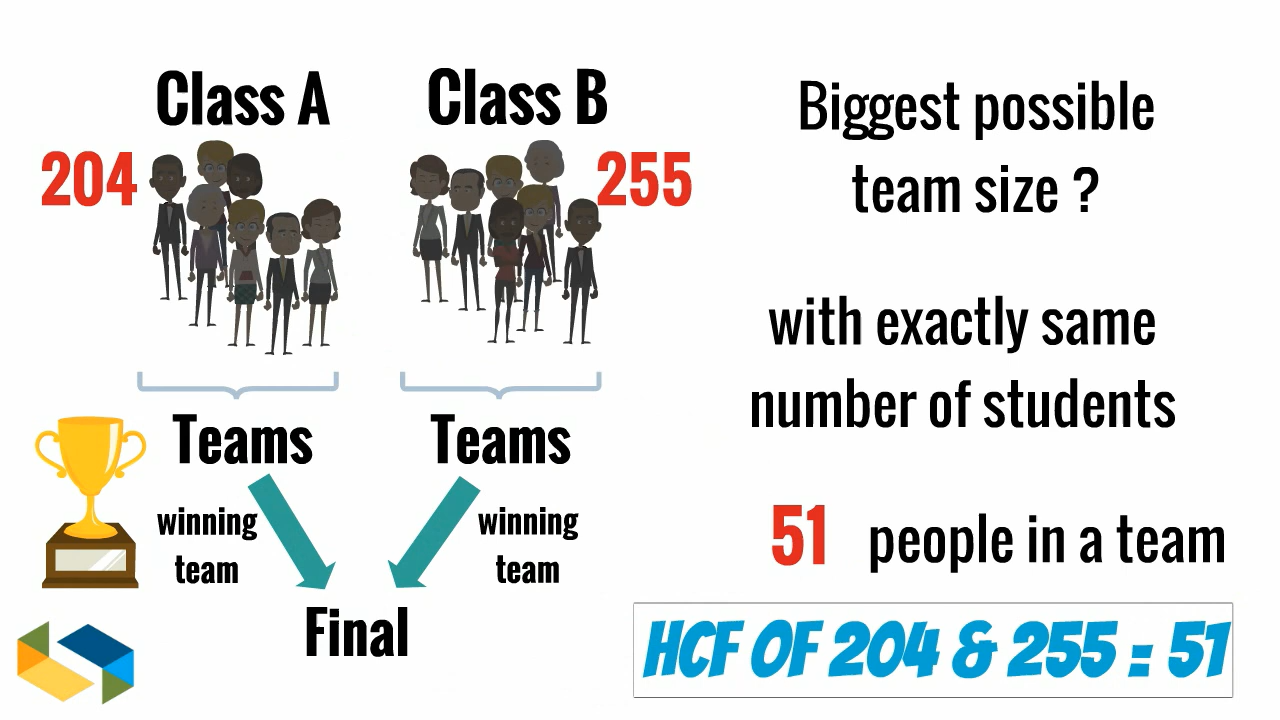 Class A
Class B
204
255
Teams
Teams
winning
team
winning
team
Final
Biggest possible
team size ?
with exactly same
number of students
51 people in a team
HCF OF 204 & 255 = 51